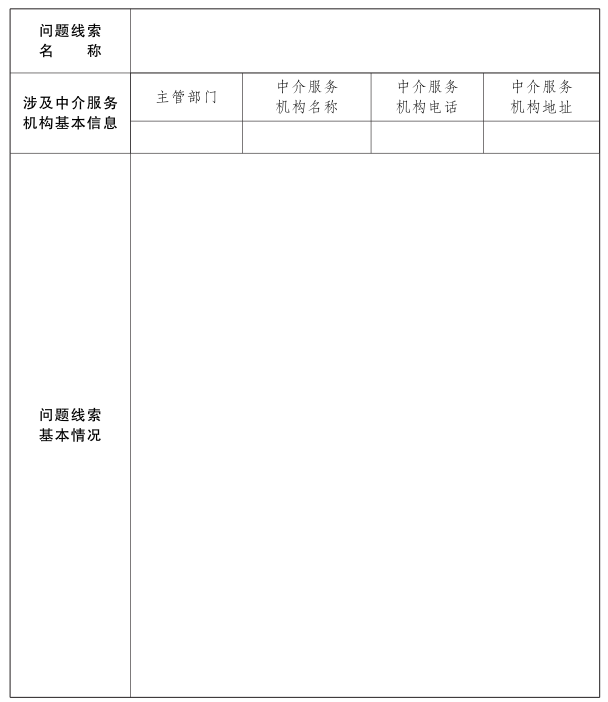 问题线索
名　　称
涉及中介服务
机构基本信息
主管部门
中介服务
机构名称
中介服务
机构电话
中介服务
机构地址
问题线索
基本情况